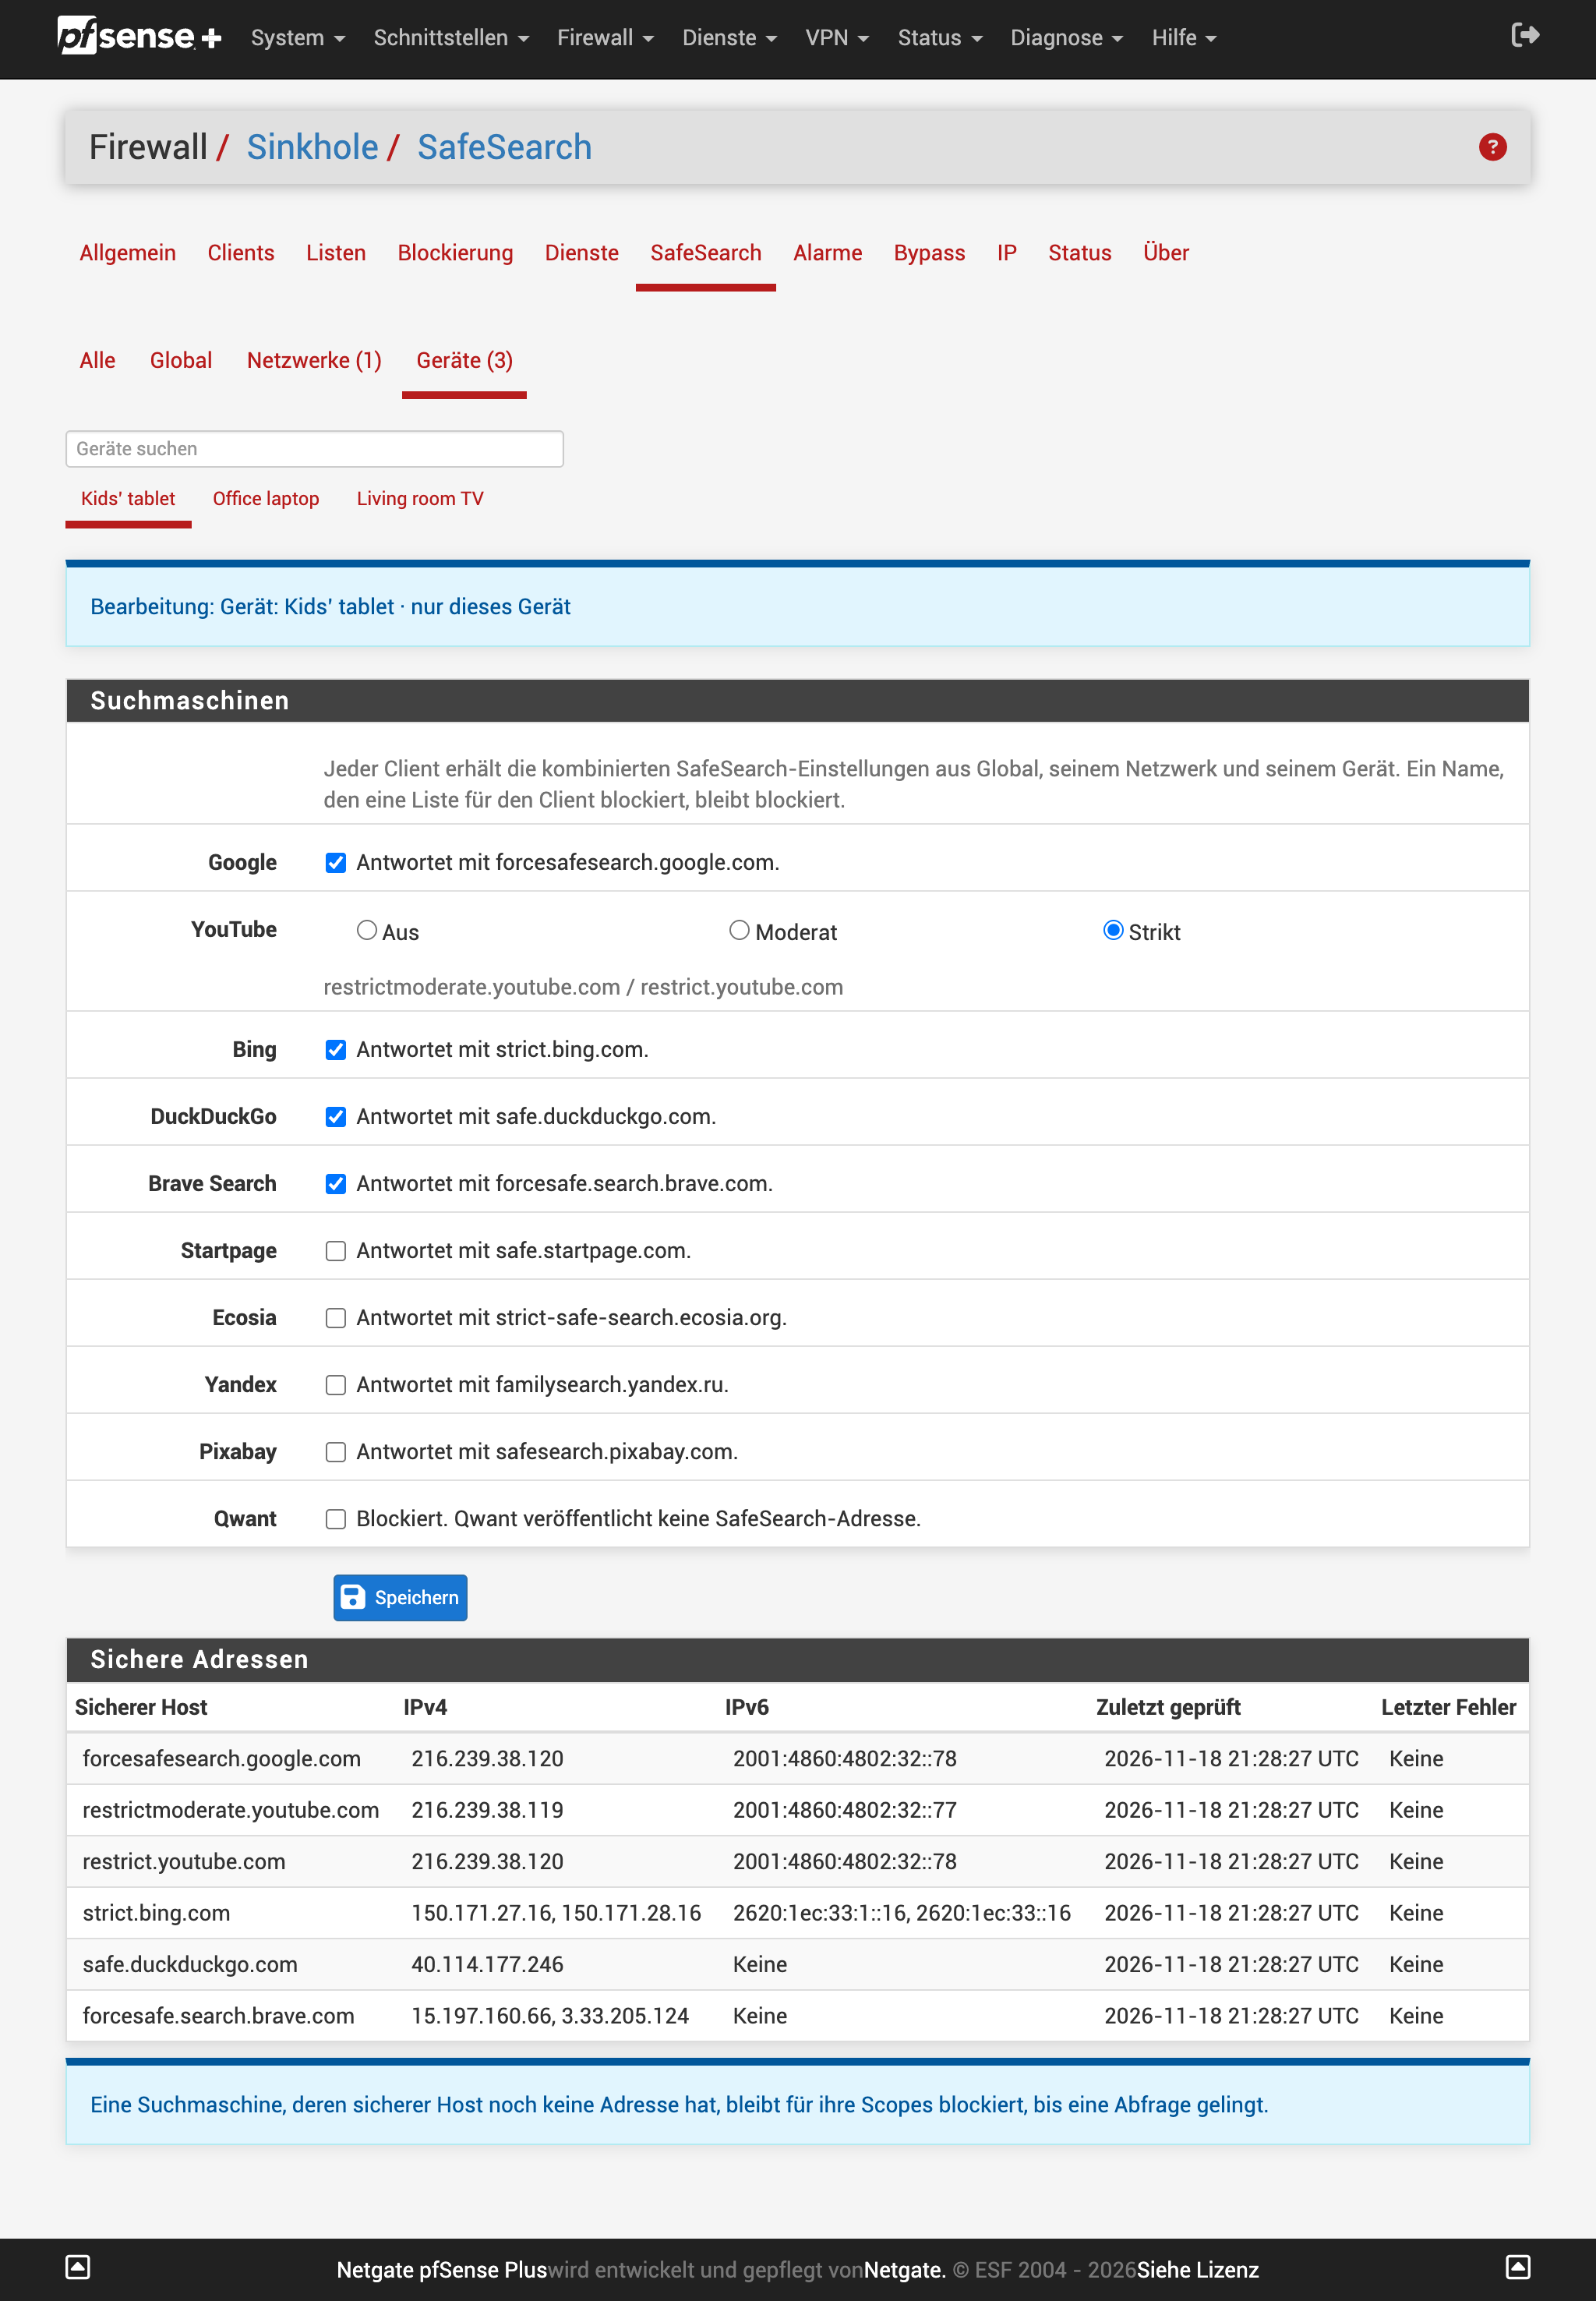 pfsense +
System Schnittstellen Firewall Dienste VPN Status Diagnose Hilfe
Firewall / Sinkhole / SafeSearch
?
Allgemein Clients Listen Blockierung Dienste SafeSearch Alarme Bypass IP Status Über
Alle Global Netzwerke (1) Geräte (3)
Geräte suchen
Kids' tablet Office laptop Living room TV
Bearbeitung: Gerät: Kids' tablet · nur dieses Gerät
Suchmaschinen
Jeder Client erhält die kombinierten SafeSearch-Einstellungen aus Global, seinem Netzwerk und seinem Gerät. Ein Name,
den eine Liste für den Client blockiert, bleibt blockiert.
Google Antwortet mit forcesafesearch.google.com.
YouTube Aus Moderat Strikt
restrictmoderate.youtube.com / restrict.youtube.com
Bing Antwortet mit strict.bing.com.
DuckDuckGo Antwortet mit safe.duckduckgo.com.
Brave Search Antwortet mit forcesafe.search.brave.com.
Startpage Antwortet mit safe.startpage.com.
Ecosia Antwortet mit strict-safe-search.ecosia.org.
Yandex Antwortet mit familysearch.yandex.ru.
Pixabay Antwortet mit safesearch.pixabay.com.
Qwant Blockiert. Qwant veröffentlicht keine SafeSearch-Adresse.
Speichern
Sichere Adressen
Sicherer Host IPv4 IPv6 Zuletzt geprüft Letzter Fehler
forcesafesearch.google.com 216.239.38.120 2001:4860:4802:32::78 2026-11-18 21:28:27 UTC Keine
restrictmoderate.youtube.com 216.239.38.119 2001:4860:4802:32::77 2026-11-18 21:28:27 UTC Keine
restrict.youtube.com 216.239.38.120 2001:4860:4802:32::78 2026-11-18 21:28:27 UTC Keine
strict.bing.com 150.171.27.16, 150.171.28.16 2620:1ec:33:1::16, 2620:1ec:33::16 2026-11-18 21:28:27 UTC Keine
safe.duckduckgo.com 40.114.177.246 Keine 2026-11-18 21:28:27 UTC Keine
forcesafe.search.brave.com 15.197.160.66, 3.33.205.124 Keine 2026-11-18 21:28:27 UTC Keine
Eine Suchmaschine, deren sicherer Host noch keine Adresse hat, bleibt für ihre Scopes blockiert, bis eine Abfrage gelingt.
Netgate pfSense Pluswird entwickelt und gepflegt vonNetgate. © ESF 2004 - 2026Siehe Lizenz